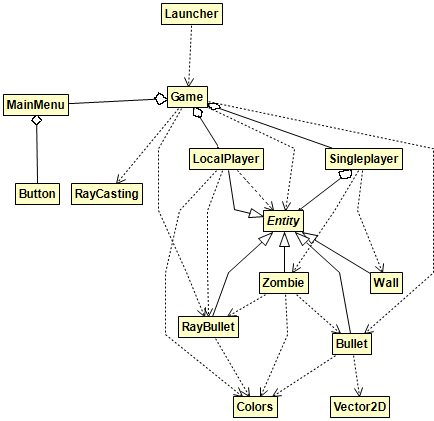 Launcher
Game
MainMenu
LocalPlayer
Singleplayer
Button
RayCasting
Entity
Zombie
Wall
RayBullet
Bullet
Colors
Vector2D